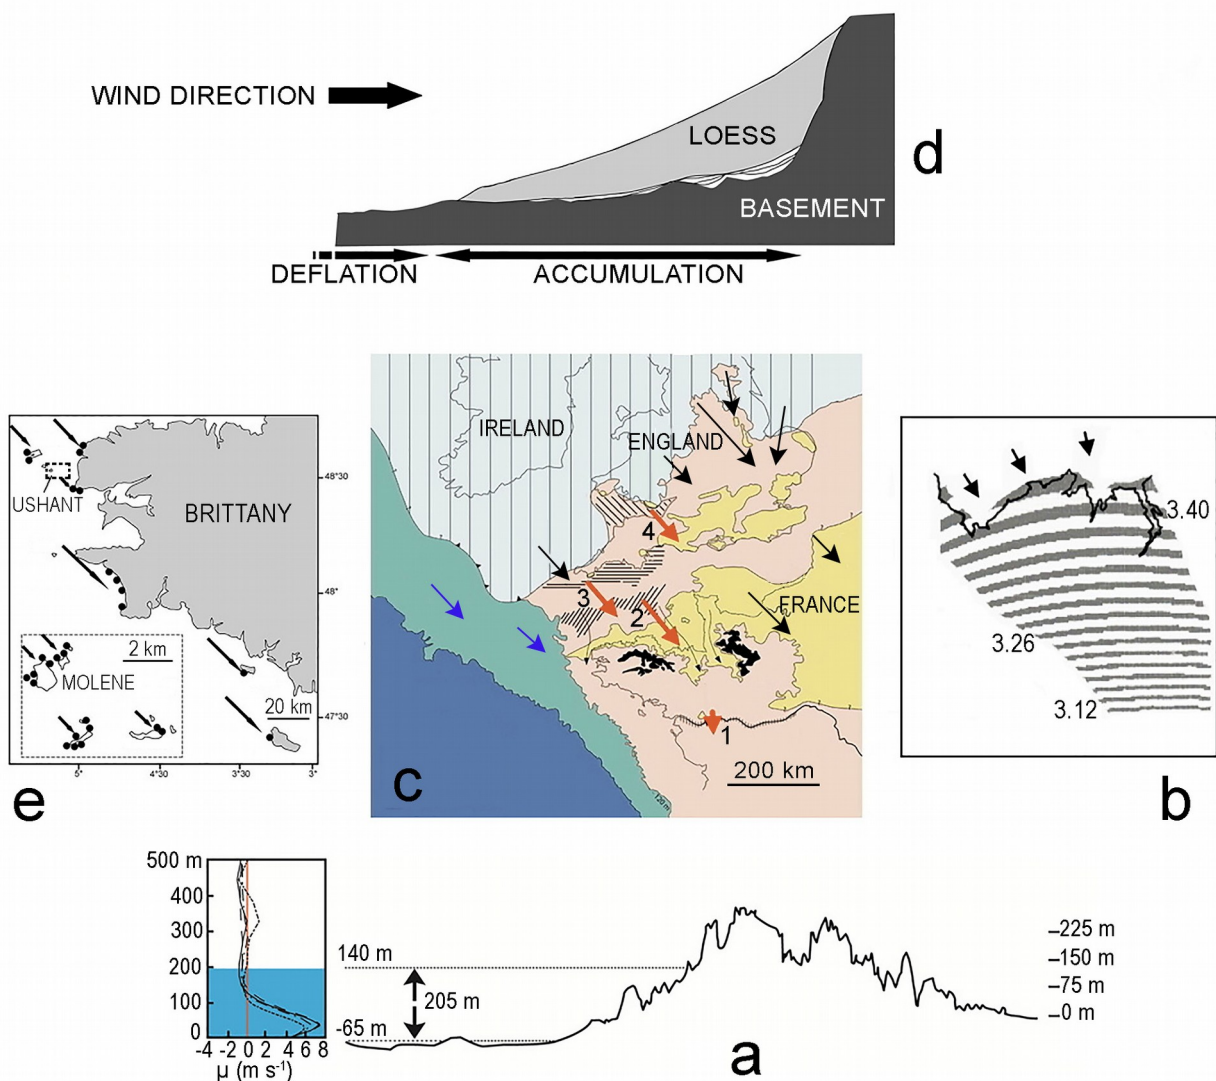 WIND DIRECTION
LOESS
BASEMENT
d
DEFLATION
ACCUMULATION
IRELAND
ENGLAND
4
3
2
FRANCE
1
200 km
120 m
c
USHANT
BRITTANY
48°30
48°
47°30
2 km
MOLENE
20 km
5°
4°30
3°30
3°
e
3.40
3.26
3.12
b
500 m
400
300
200
100
0
-4 -2 0 2 4 6 8
µ (m s-1)
140 m
205 m
-65 m
–225 m
–150 m
–75 m
–0 m
a